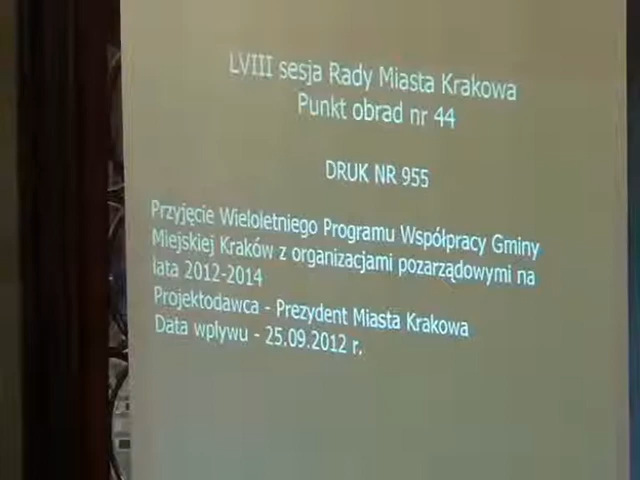 LVIII sesja Rady Miasta Krakowa
Punkt obrad nr 44
DRUK NR 955
Przyjęcie Wieloletniego Programu Współpracy Gminy
Miejskiej Kraków z organizacjami pozarządowymi na
lata 2012-2014
Projektodawca - Prezydent Miasta Krakowa
Data wpływu - 25.09.2012 r.